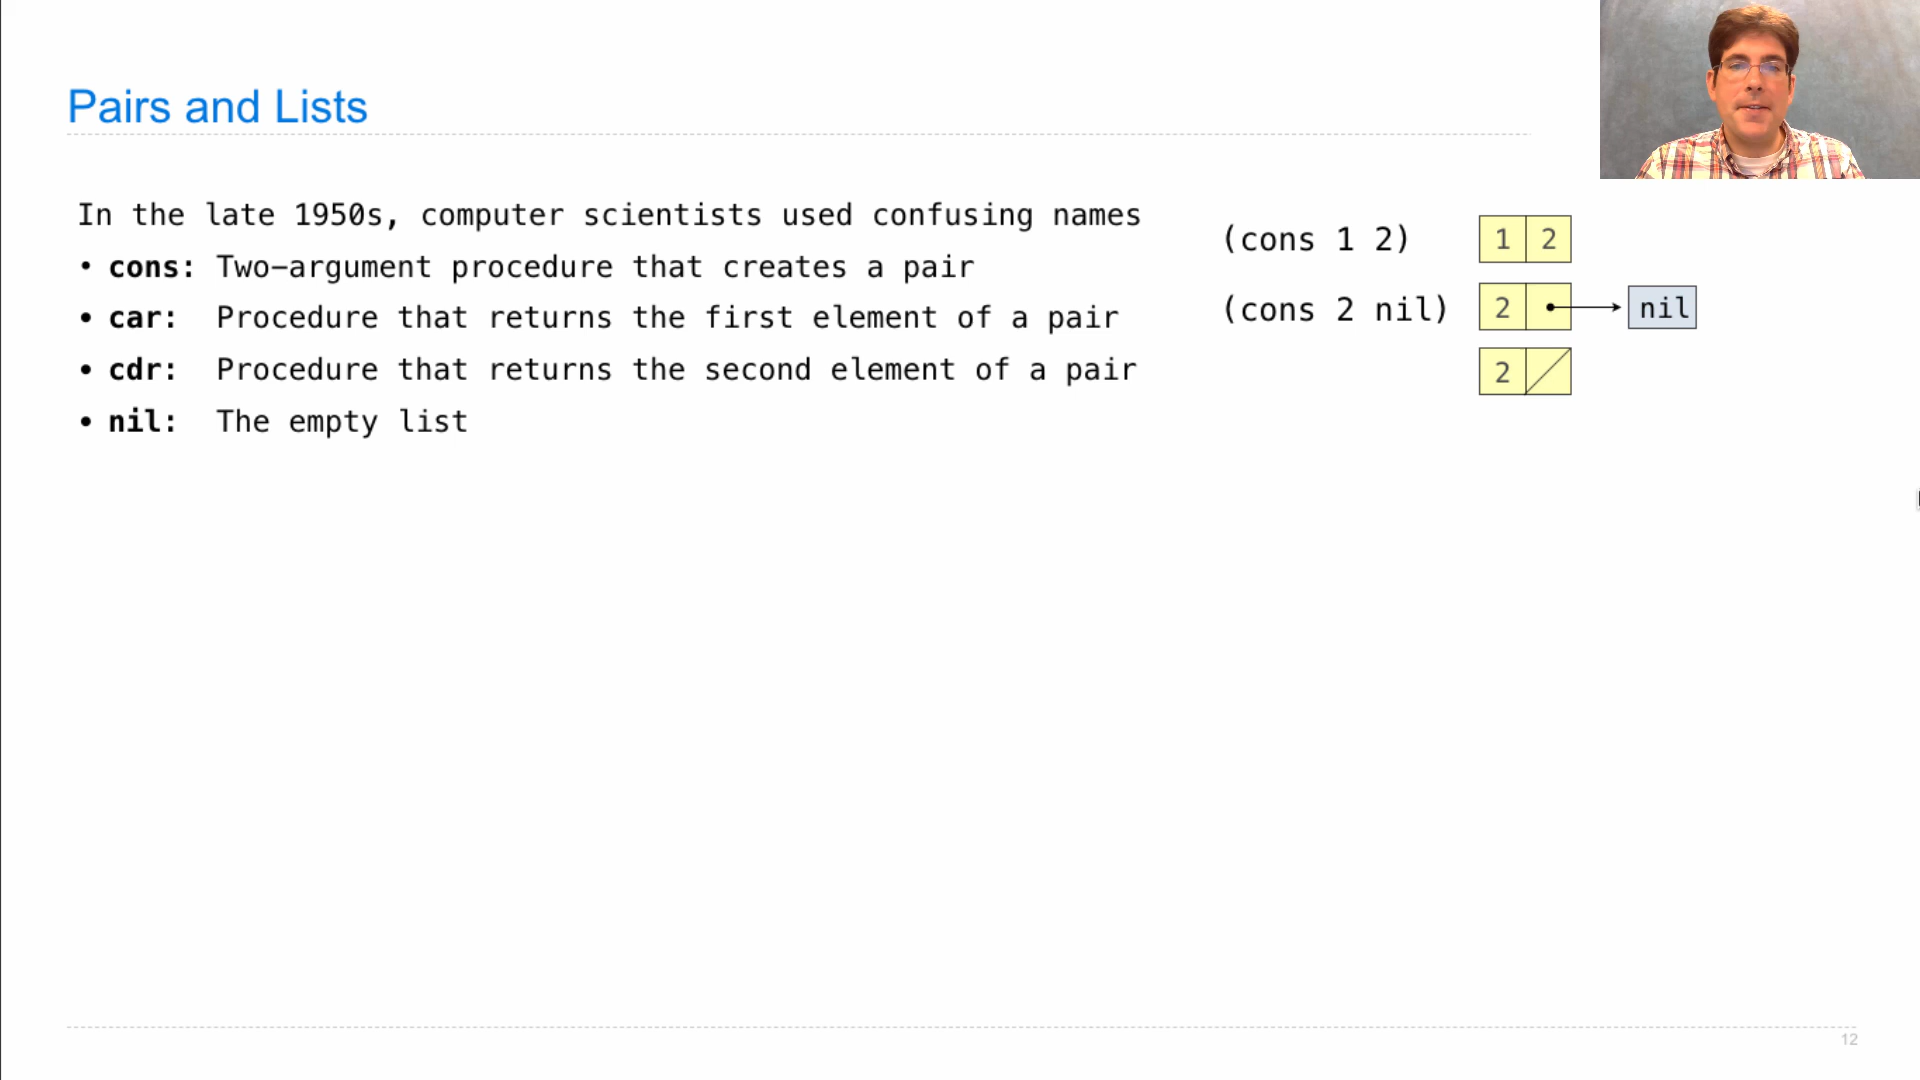 Pairs and Lists
In the late 1950s, computer scientists used confusing names
• cons: Two-argument procedure that creates a pair
• car: Procedure that returns the first element of a pair
• cdr: Procedure that returns the second element of a pair
• nil: The empty list
(cons 1 2) 1 2
(cons 2 nil) 2 nil
2
12